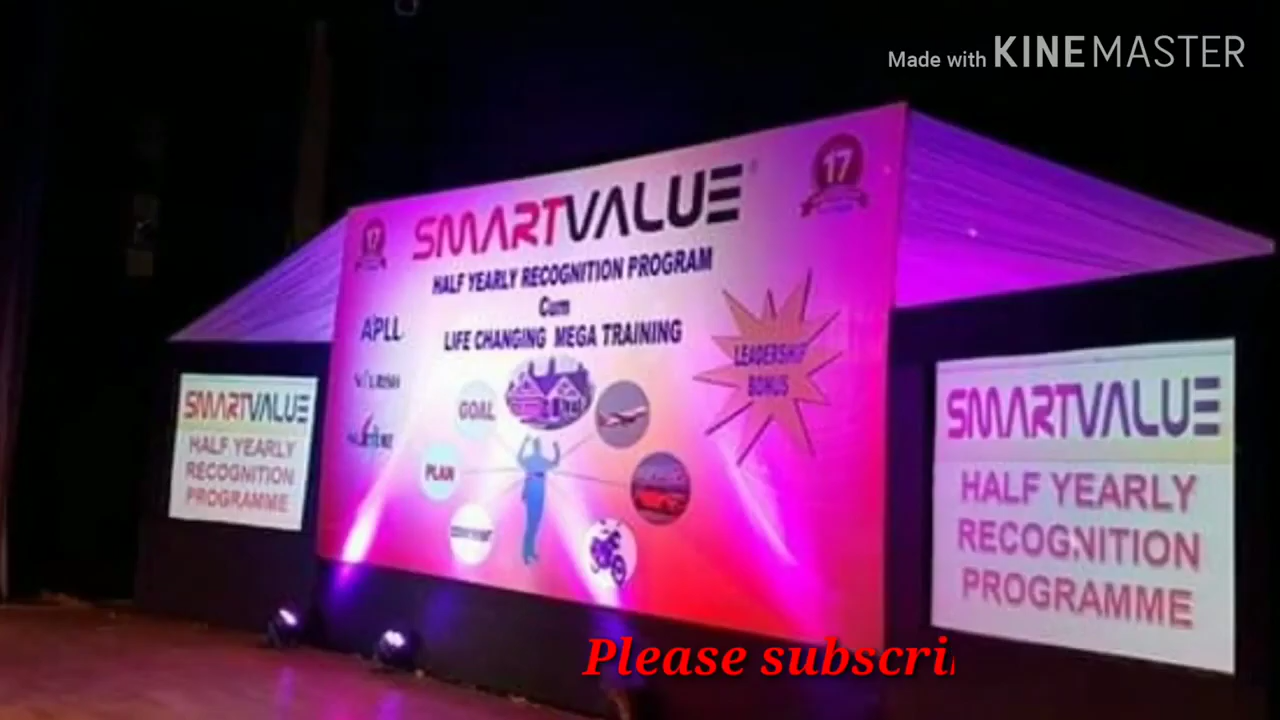 Made with KINEMASTER
17
17
SMARTVALUE
HALF YEARLY RECOGNITION PROGRAM
Cum
LIFE CHANGING MEGA TRAINING
APLL
LEADERSHIP
BONUS
GOAL
PLAN
SMARTVALUE
HALF YEARLY
RECOGNITION
PROGRAMME
SMARTVALUE
HALF YEARLY
RECOGNITION
PROGRAMME
Please subscri